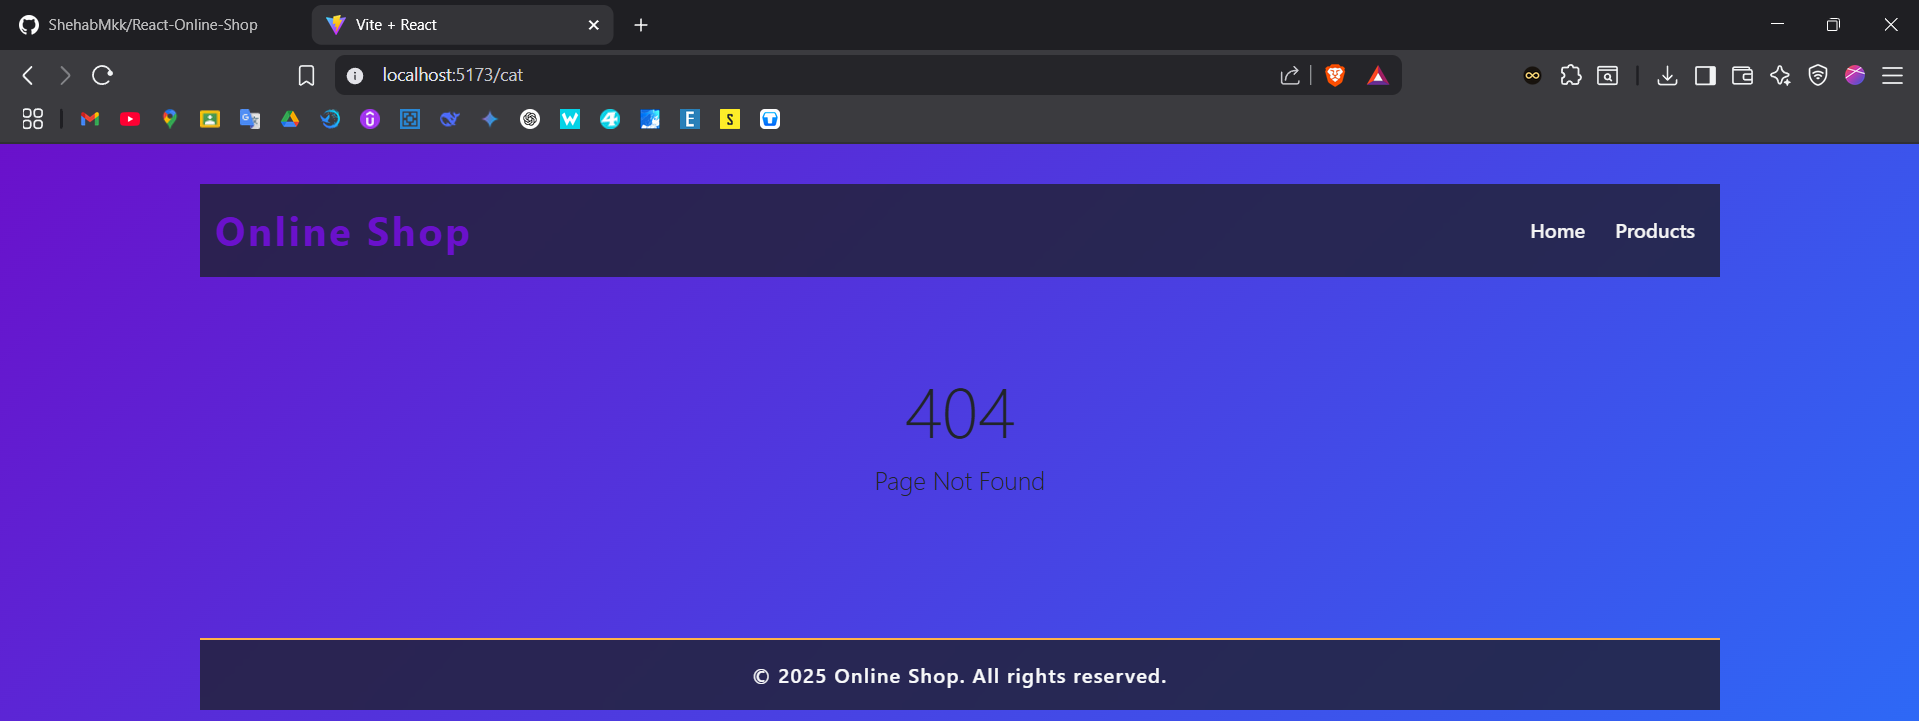 ShehabMkk/React-Online-Shop
Vite + React
localhost:5173/cat
Online Shop
Home
Products
404
Page Not Found
© 2025 Online Shop. All rights reserved.